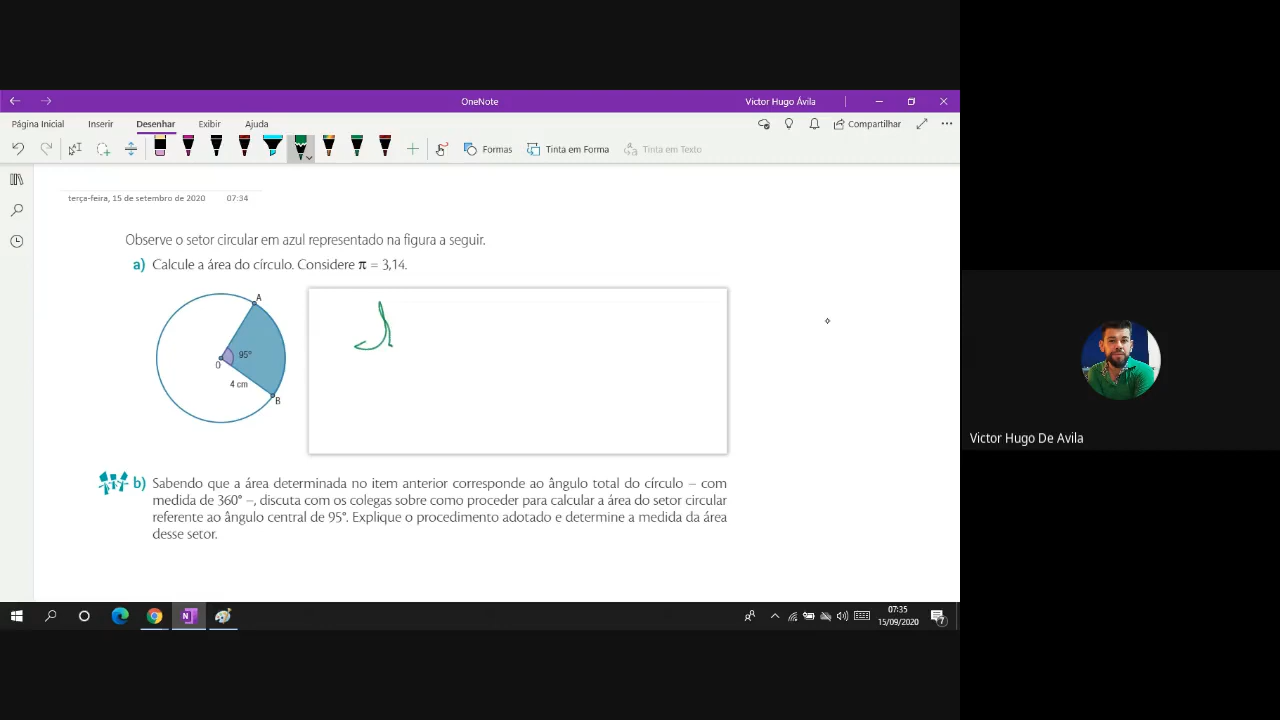 OneNote
Victor Hugo Ávila
Página Inicial Inserir Desenhar Exibir Ajuda
Compartilhar
Formas Tinta em Forma Tinta em Texto
terça-feira, 15 de setembro de 2020 07:34
Observe o setor circular em azul representado na figura a seguir.
a) Calcule a área do círculo. Considere π = 3,14.
A
95°
O
4 cm
B
b) Sabendo que a área determinada no item anterior corresponde ao ângulo total do círculo – com
medida de 360° –, discuta com os colegas sobre como proceder para calcular a área do setor circular
referente ao ângulo central de 95°. Explique o procedimento adotado e determine a medida da área
desse setor.
Victor Hugo De Avila
07:35
15/09/2020